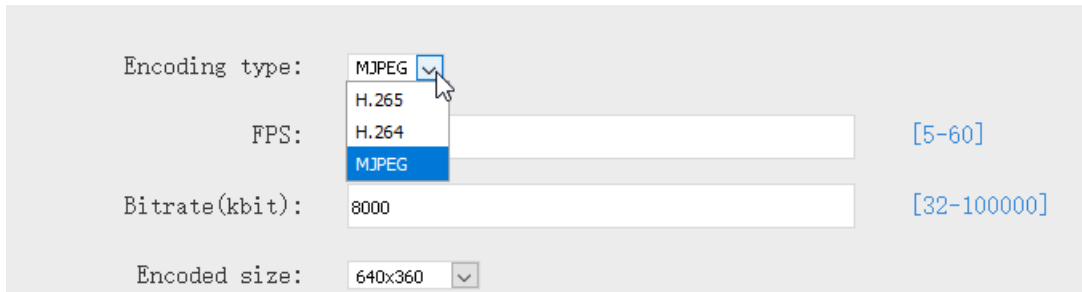 Encoding type: MJPEG
H.265
FPS: H.264 [5-60]
MJPEG
Bitrate(kbit): 8000 [32-100000]
Encoded size: 640x360